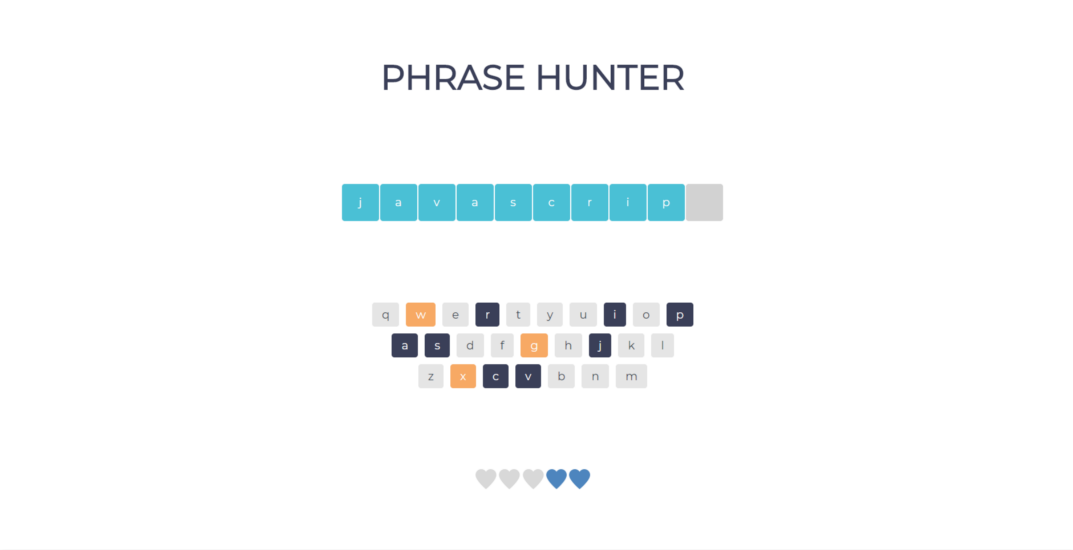 PHRASE HUNTER
j a v a s c r i p
q w e r t y u i o p
a s d f g h j k l
z x c v b n m